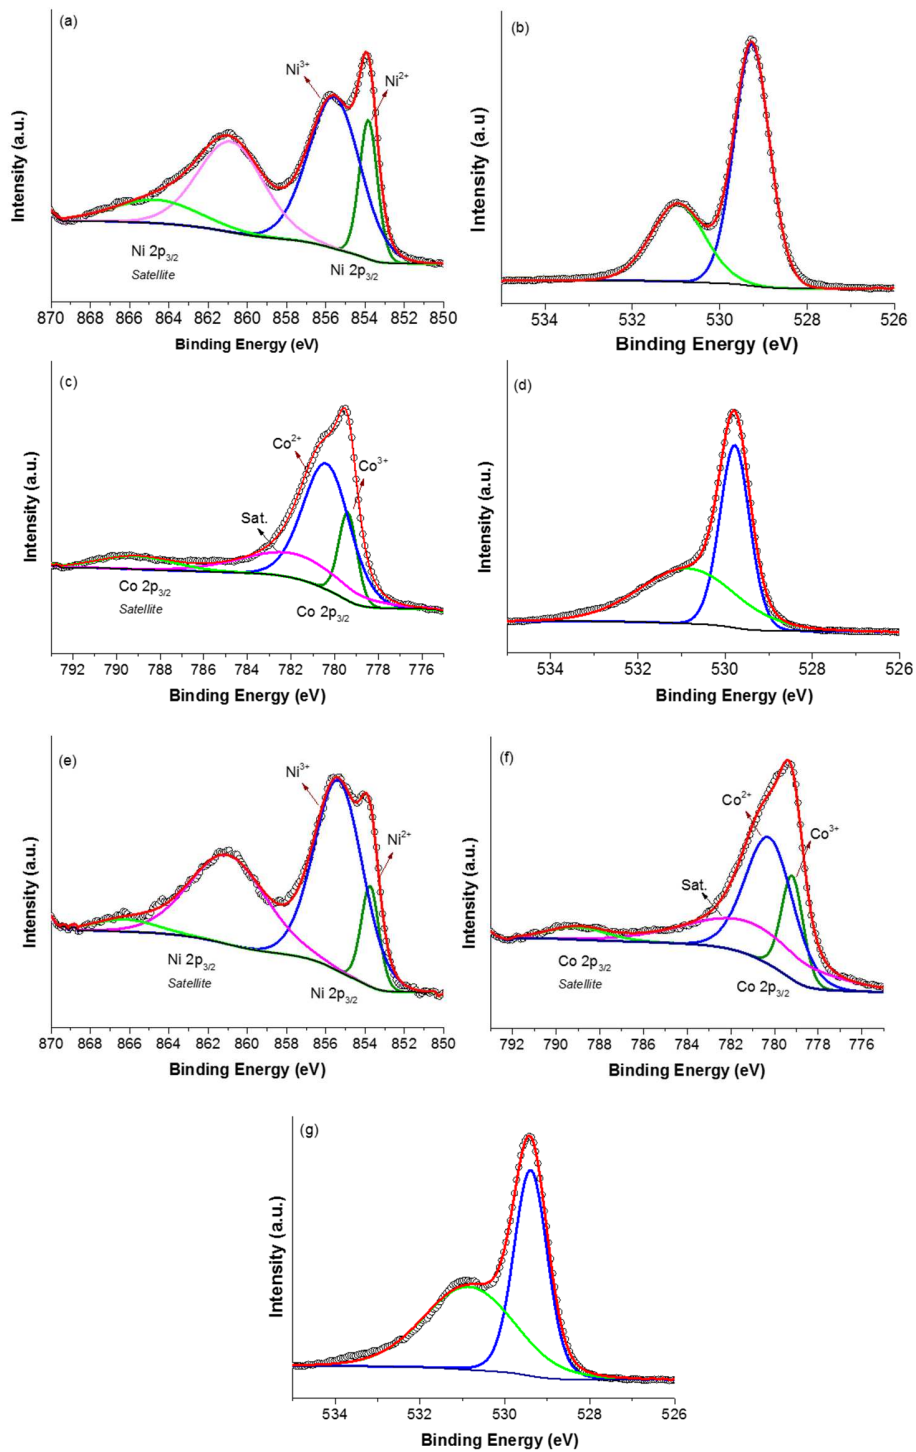 (a)
Ni3+
Ni2+
Intensity (a.u.)
Ni 2p3/2
Satellite
Ni 2p3/2
870 868 866 864 862 860 858 856 854 852 850
Binding Energy (eV)
(b)
Intensity (a.u)
534 532 530 528 526
Binding Energy (eV)
(c)
Co2+
Co3+
Sat.
Intensity (a.u.)
Co 2p3/2
Satellite
Co 2p3/2
792 790 788 786 784 782 780 778 776
Binding Energy (eV)
(d)
Intensity (a.u.)
534 532 530 528 526
Binding Energy (eV)
(e)
Ni3+
Ni2+
Intensity (a.u.)
Ni 2p3/2
Satellite
Ni 2p3/2
870 868 866 864 862 860 858 856 854 852 850
Binding Energy (eV)
(f)
Co2+
Co3+
Sat.
Intensity (a.u.)
Co 2p3/2
Satellite
Co 2p3/2
792 790 788 786 784 782 780 778 776
Binding Energy (eV)
(g)
Intensity (a.u.)
534 532 530 528 526
Binding Energy (eV)